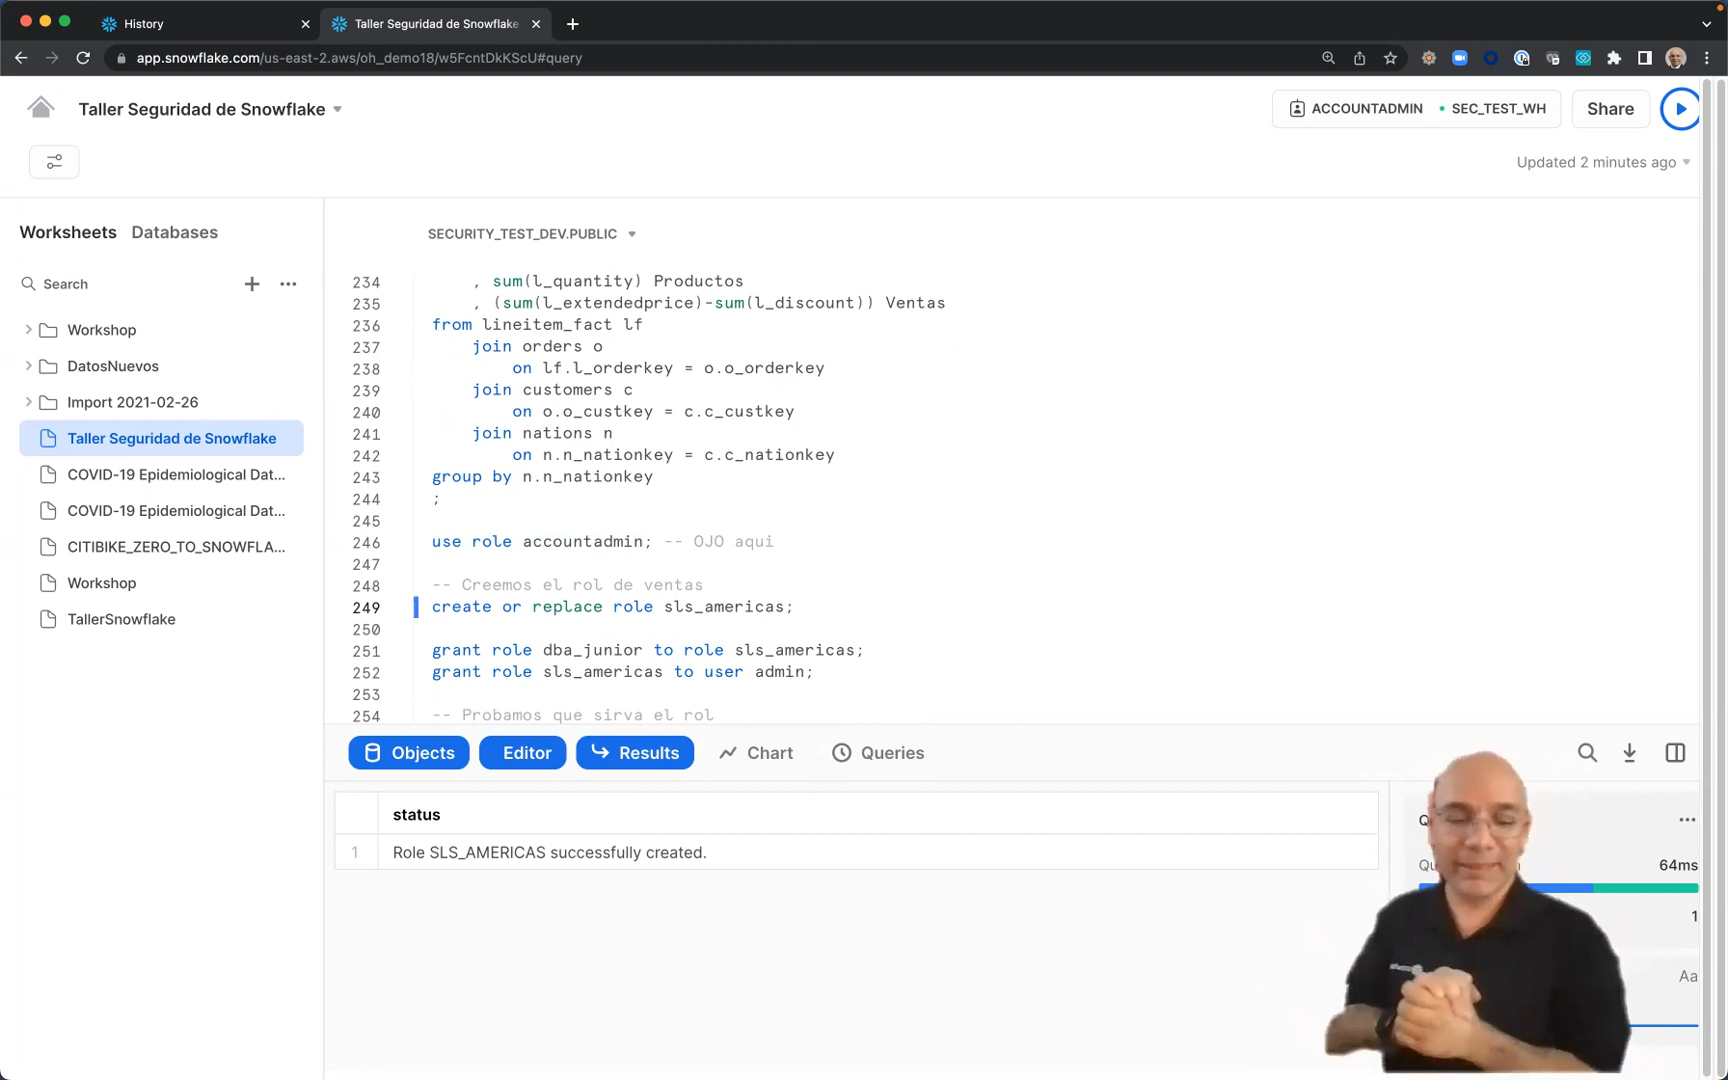 History
Taller Seguridad de Snowflake
app.snowflake.com/us-east-2.aws/oh_demo18/w5FcntDkKScU#query
Taller Seguridad de Snowflake
ACCOUNTADMIN • SEC_TEST_WH
Share
Updated 2 minutes ago
Worksheets Databases
Search
Workshop
DatosNuevos
Import 2021-02-26
Taller Seguridad de Snowflake
COVID-19 Epidemiological Dat...
COVID-19 Epidemiological Dat...
CITIBIKE_ZERO_TO_SNOWFLA...
Workshop
TallerSnowflake
SECURITY_TEST_DEV.PUBLIC
234 , sum(l_quantity) Productos
235 , (sum(l_extendedprice)-sum(l_discount)) Ventas
236 from lineitem_fact lf
237 join orders o
238 on lf.l_orderkey = o.o_orderkey
239 join customers c
240 on o.o_custkey = c.c_custkey
241 join nations n
242 on n.n_nationkey = c.c_nationkey
243 group by n.n_nationkey
244 ;
245
246 use role accountadmin; -- OJO aqui
247
248 -- Creemos el rol de ventas
249 create or replace role sls_americas;
250
251 grant role dba_junior to role sls_americas;
252 grant role sls_americas to user admin;
253
254 -- Probamos que sirva el rol
Objects Editor Results Chart Queries
status
1 Role SLS_AMERICAS successfully created.
64ms
1
Aa